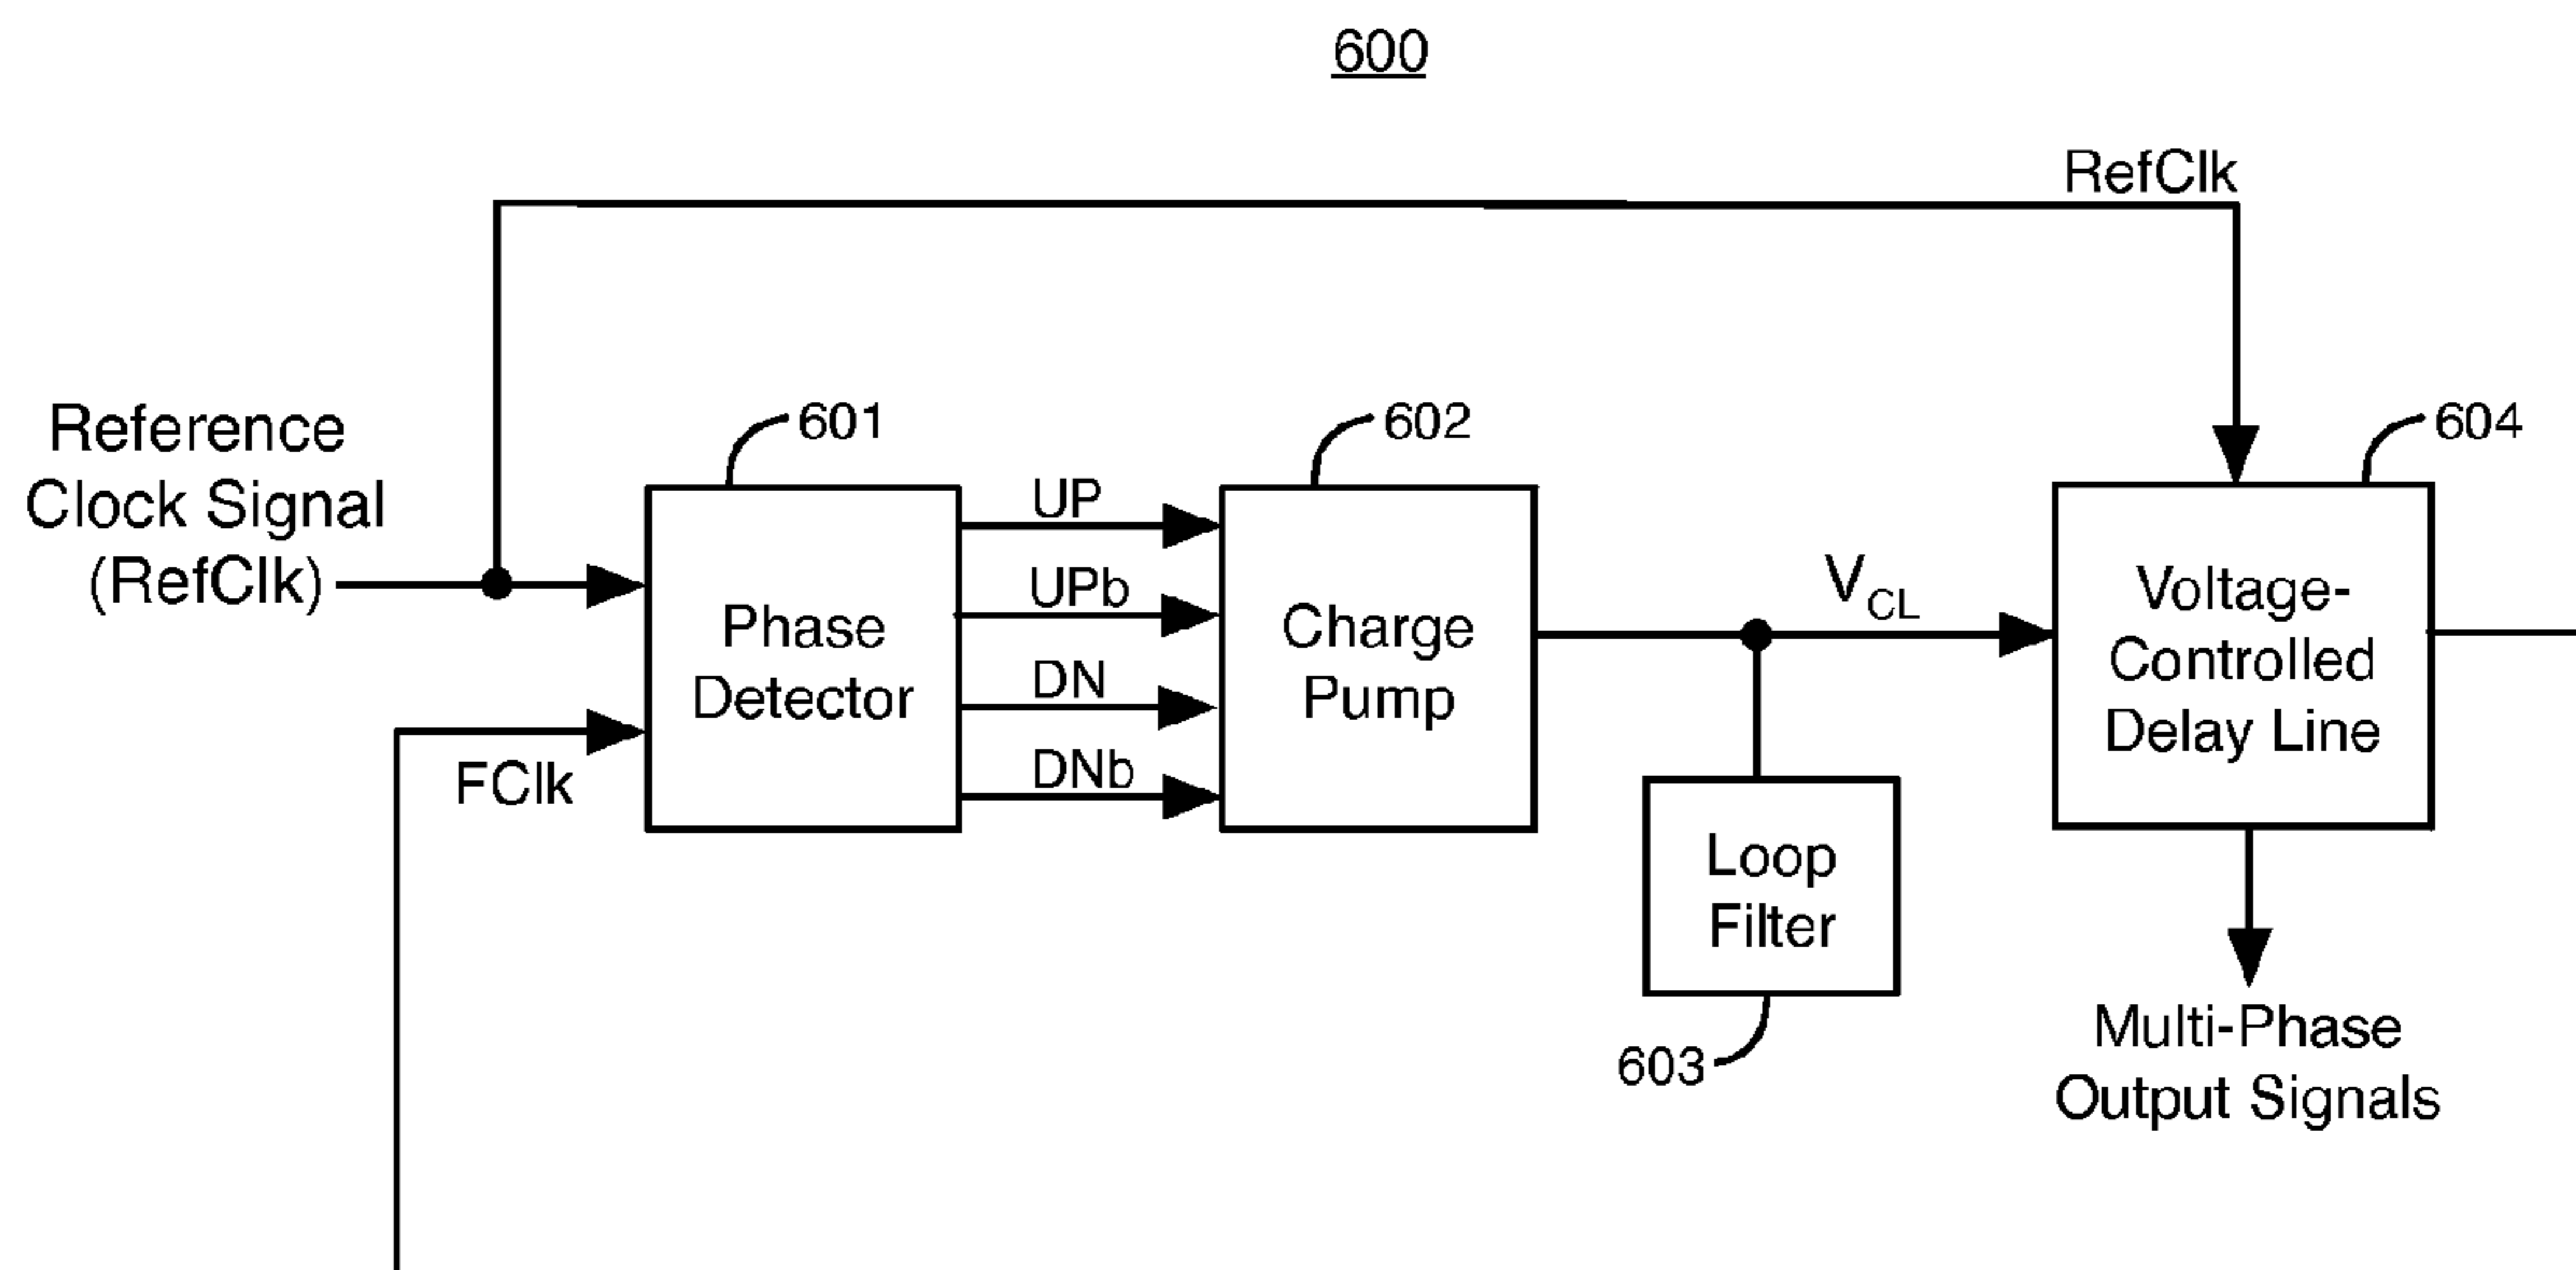 600
RefClk
Reference
Clock Signal
(RefClk)
FClk
601
Phase
Detector
UP
UPb
DN
DNb
602
Charge
Pump
V_CL
Loop
Filter
603
604
Voltage-
Controlled
Delay Line
Multi-Phase
Output Signals